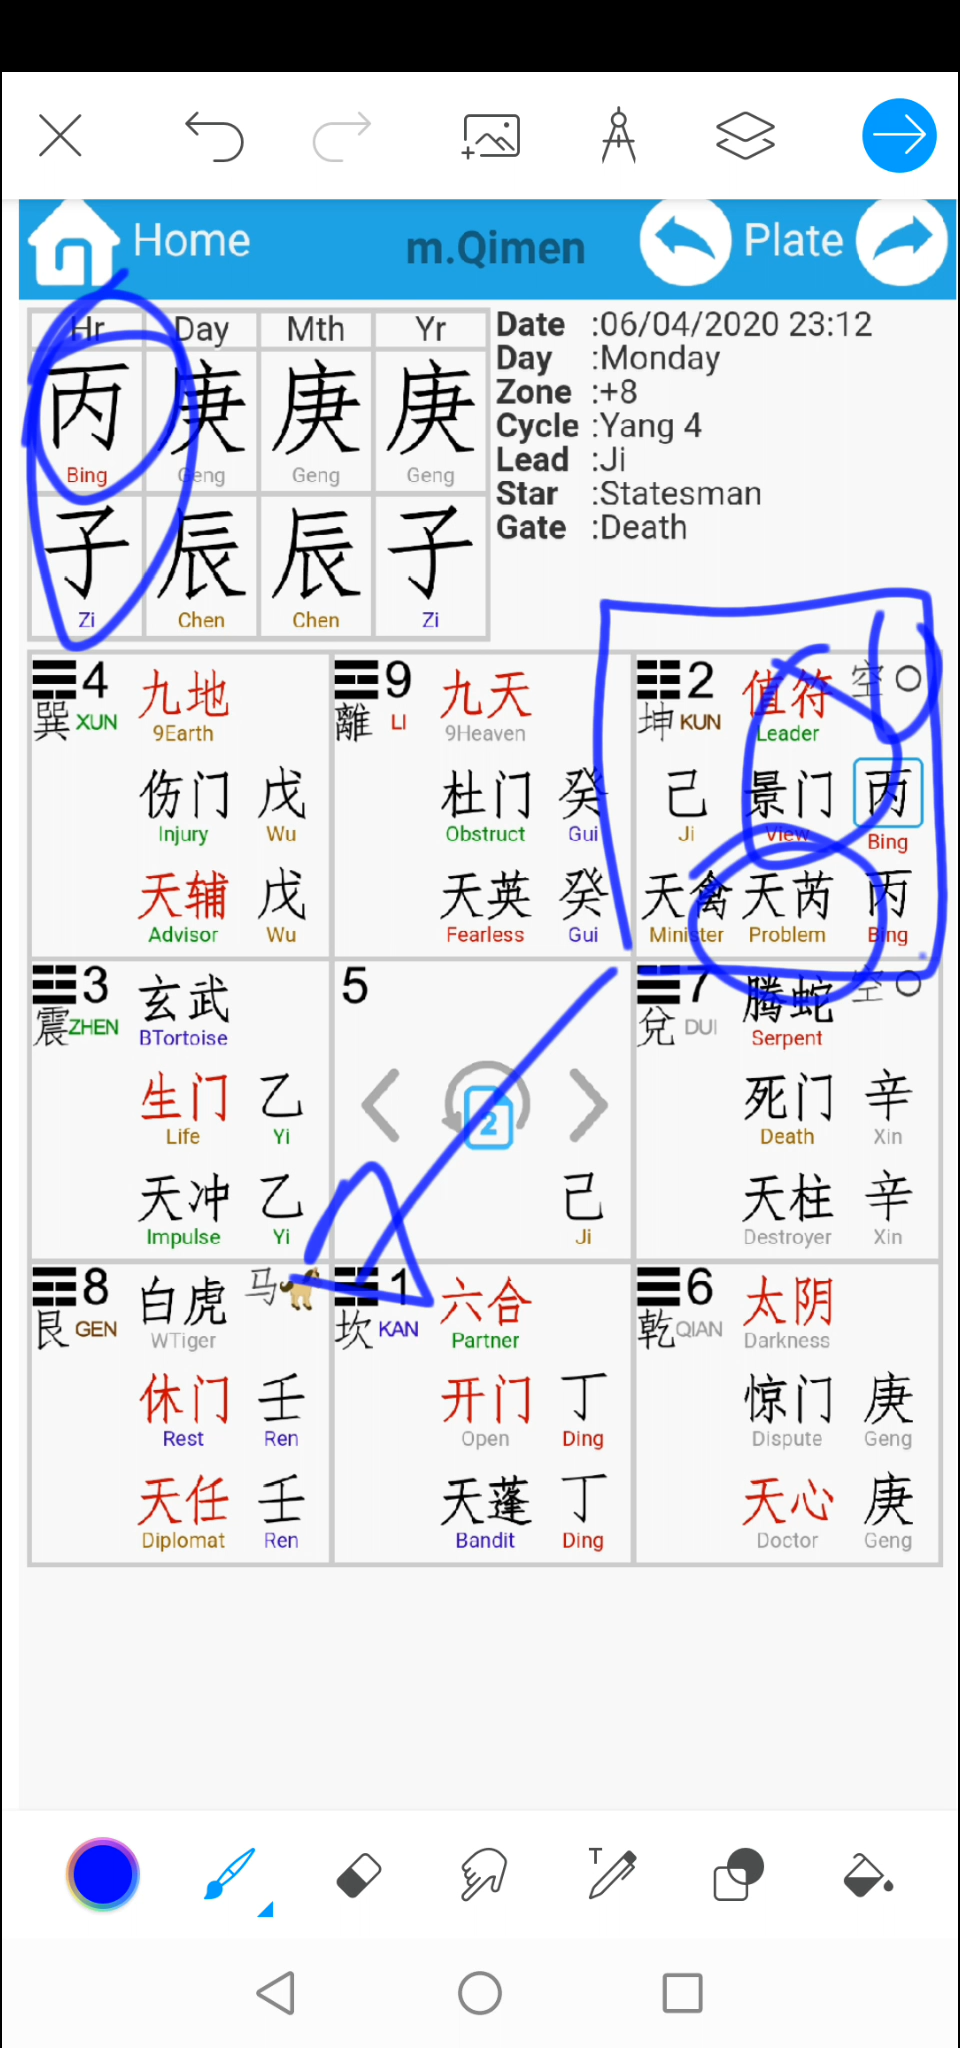 Home m.Qimen Plate
Hr Day Mth Yr
丙 庚 庚 庚
Bing Geng Geng Geng
子 辰 辰 子
Zi Chen Chen Zi
Date :06/04/2020 23:12
Day :Monday
Zone :+8
Cycle :Yang 4
Lead :Ji
Star :Statesman
Gate :Death
4 九地
巽 XUN 9Earth
伤门 戊
Injury Wu
天辅 戊
Advisor Wu
9 九天
離 LI 9Heaven
杜门 癸
Obstruct Gui
天英 癸
Fearless Gui
2 值符 空
坤 KUN Leader
己 景门 丙
Ji View Bing
天禽 天芮 丙
Minister Problem Bing
3 玄武
震 ZHEN BTortoise
生门 乙
Life Yi
天冲 乙
Impulse Yi
5
2
己
Ji
7 腾蛇 空
兌 DUI Serpent
死门 辛
Death Xin
天柱 辛
Destroyer Xin
8 白虎 马
艮 GEN WTiger
休门 壬
Rest Ren
天任 壬
Diplomat Ren
1 六合
坎 KAN Partner
开门 丁
Open Ding
天蓬 丁
Bandit Ding
6 太阴
乾 QIAN Darkness
惊门 庚
Dispute Geng
天心 庚
Doctor Geng
T